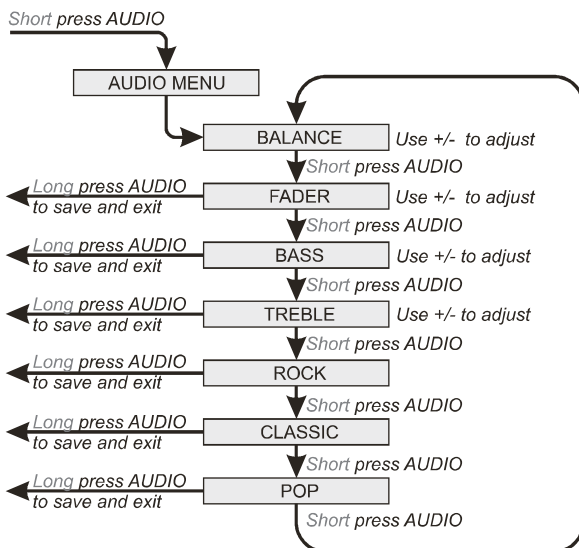 Short press AUDIO
AUDIO MENU
BALANCE Use +/- to adjust
Short press AUDIO
Long press AUDIO
to save and exit
FADER Use +/- to adjust
Short press AUDIO
Long press AUDIO
to save and exit
BASS Use +/- to adjust
Short press AUDIO
Long press AUDIO
to save and exit
TREBLE Use +/- to adjust
Short press AUDIO
Long press AUDIO
to save and exit
ROCK
Short press AUDIO
Long press AUDIO
to save and exit
CLASSIC
Short press AUDIO
Long press AUDIO
to save and exit
POP
Short press AUDIO